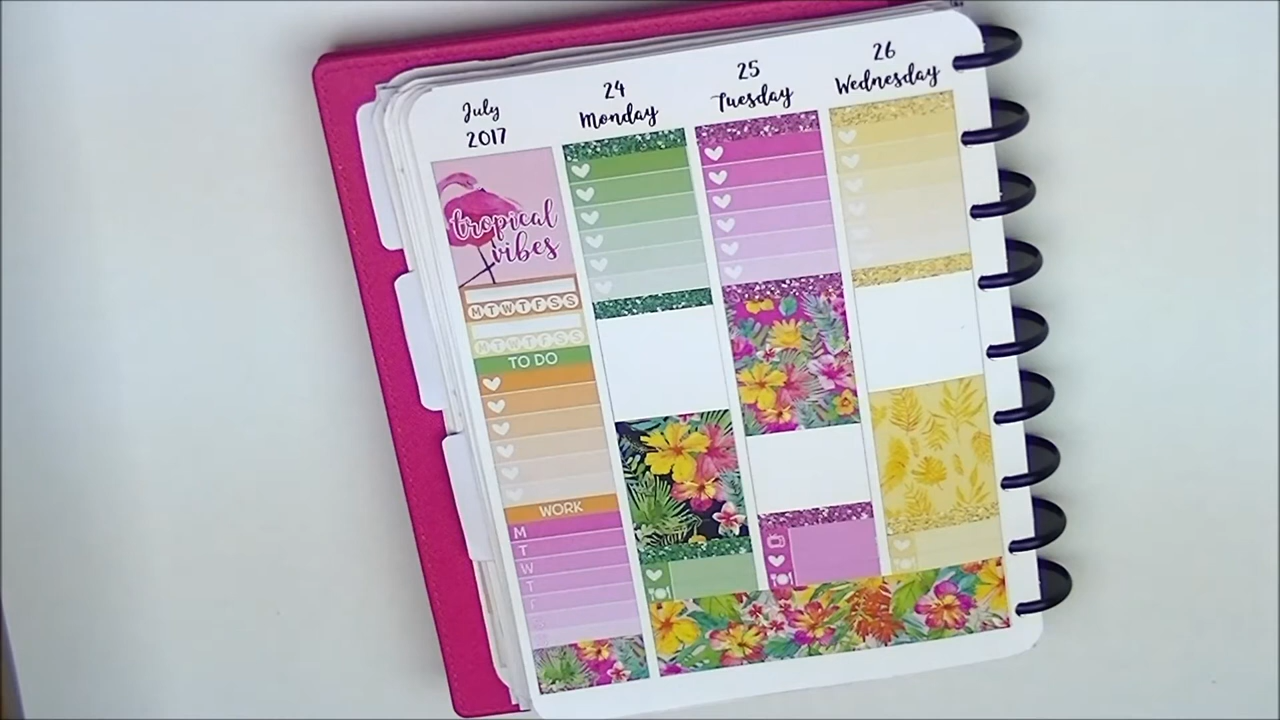 July
2017
24
Monday
25
Tuesday
26
Wednesday
tropical
vibes
MTWTFSS
MTWTFSS
TO DO
WORK
M
T
W
T
F